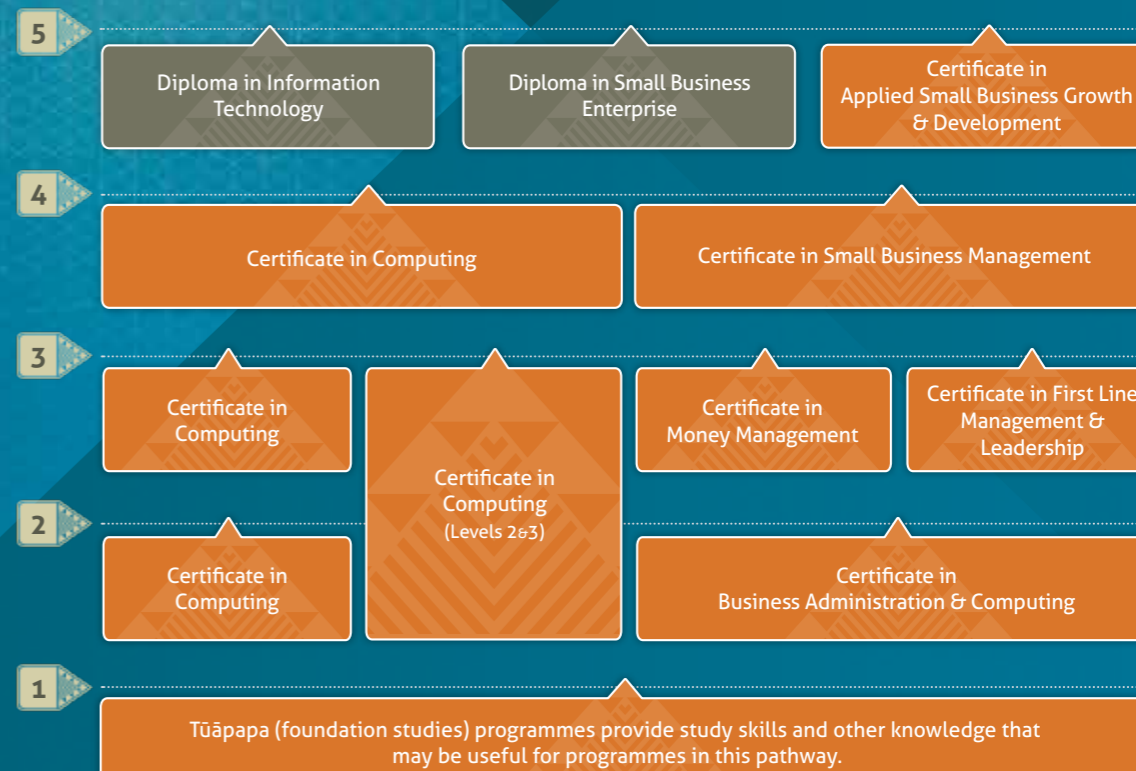 5
Diploma in Information
Technology
Diploma in Small Business
Enterprise
Certificate in
Applied Small Business Growth
& Development
4
Certificate in Computing
Certificate in Small Business Management
3
Certificate in
Computing
Certificate in
Computing
(Levels 2&3)
Certificate in
Money Management
Certificate in First Line
Management &
Leadership
2
Certificate in
Computing
Certificate in
Business Administration & Computing
1
Tūāpapa (foundation studies) programmes provide study skills and other knowledge that
may be useful for programmes in this pathway.